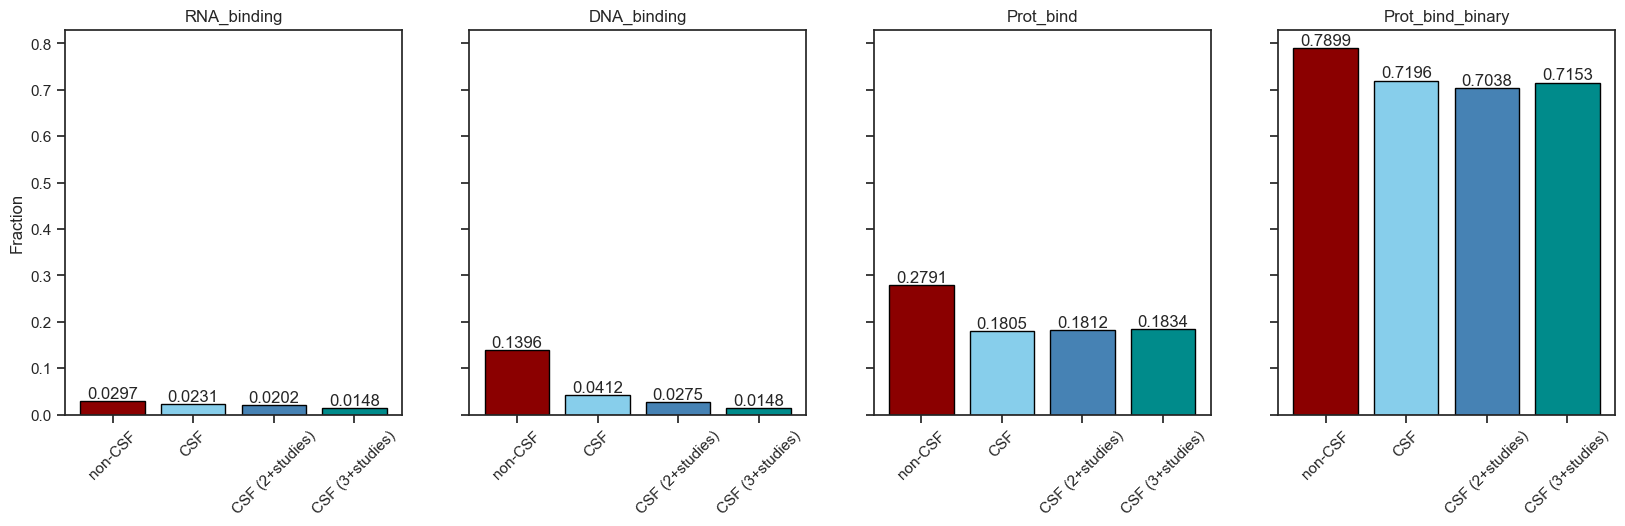 RNA_binding
DNA_binding
Prot_bind
Prot_bind_binary
Fraction
0.8
0.7
0.6
0.5
0.4
0.3
0.2
0.1
0.0
0.0297
0.0231
0.0202
0.0148
non-CSF
CSF
CSF (2+studies)
CSF (3+studies)
0.1396
0.0412
0.0275
0.0148
non-CSF
CSF
CSF (2+studies)
CSF (3+studies)
0.2791
0.1805
0.1812
0.1834
non-CSF
CSF
CSF (2+studies)
CSF (3+studies)
0.7899
0.7196
0.7038
0.7153
non-CSF
CSF
CSF (2+studies)
CSF (3+studies)